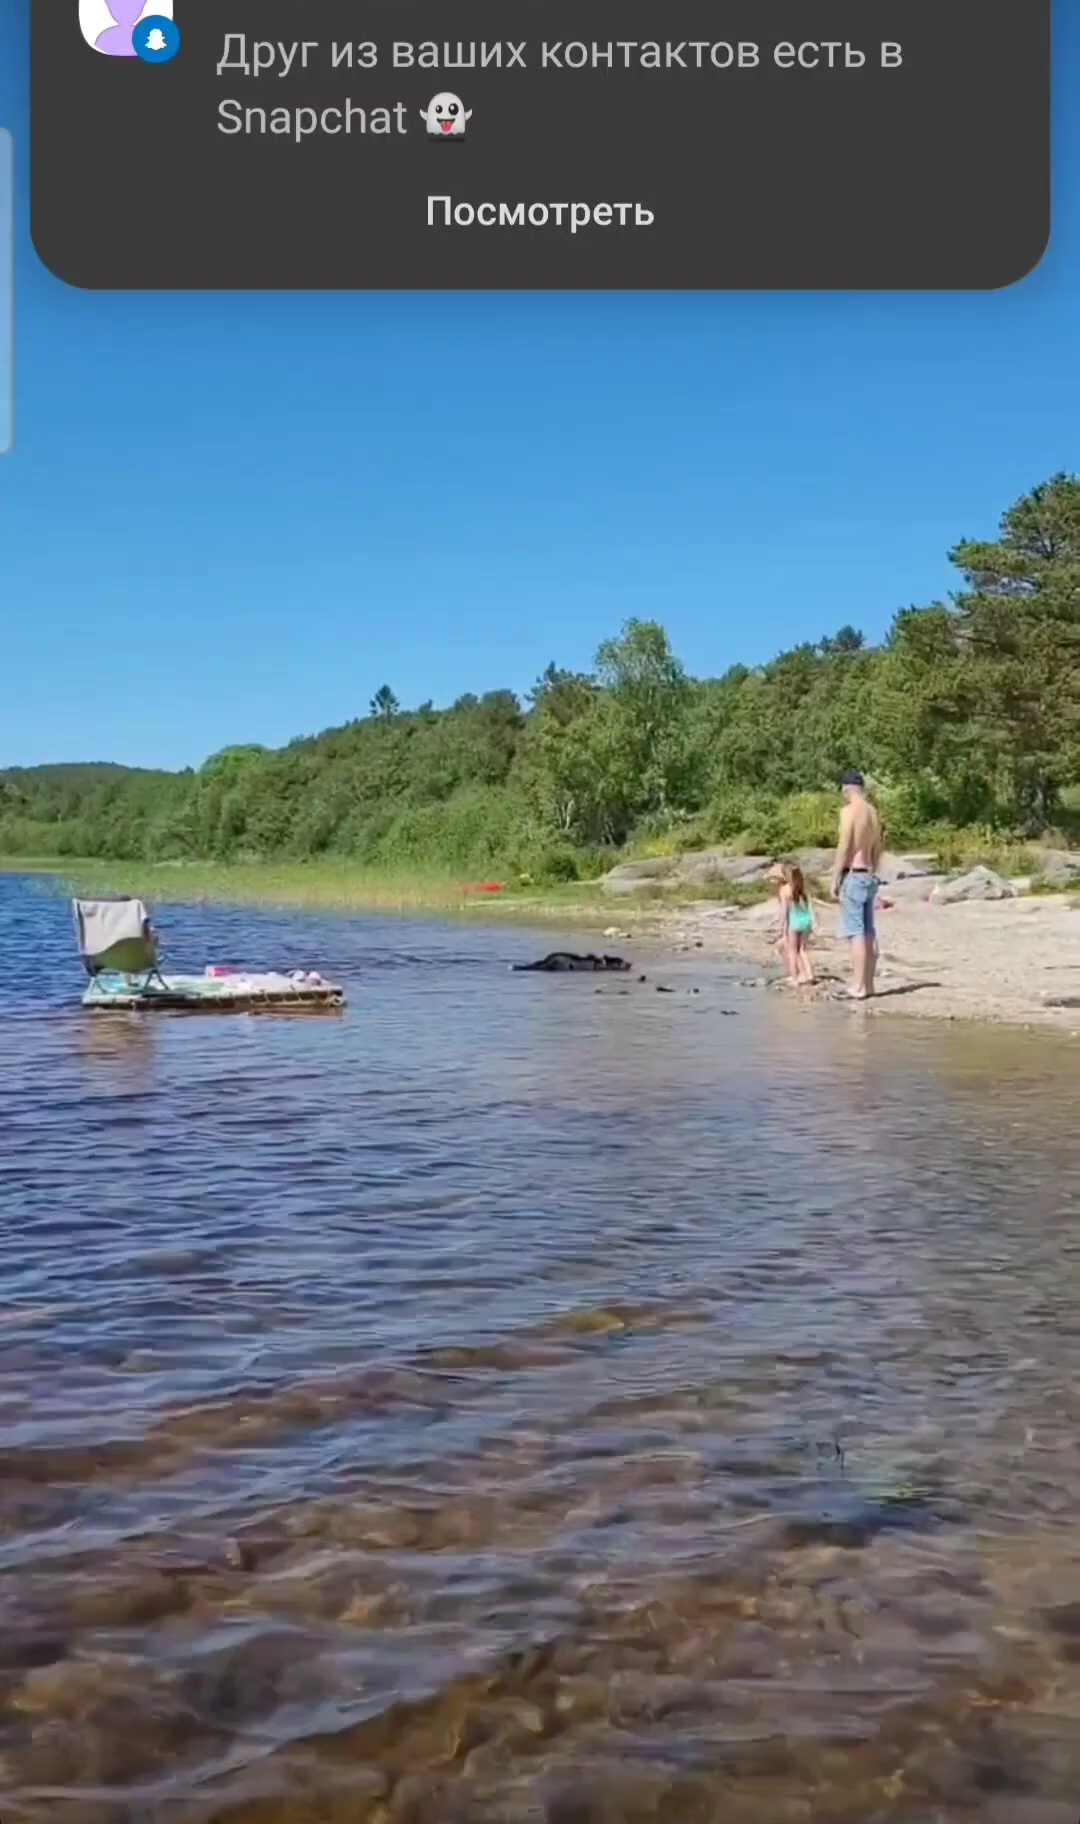 Друг из ваших контактов есть в
Snapchat 👻
Посмотреть